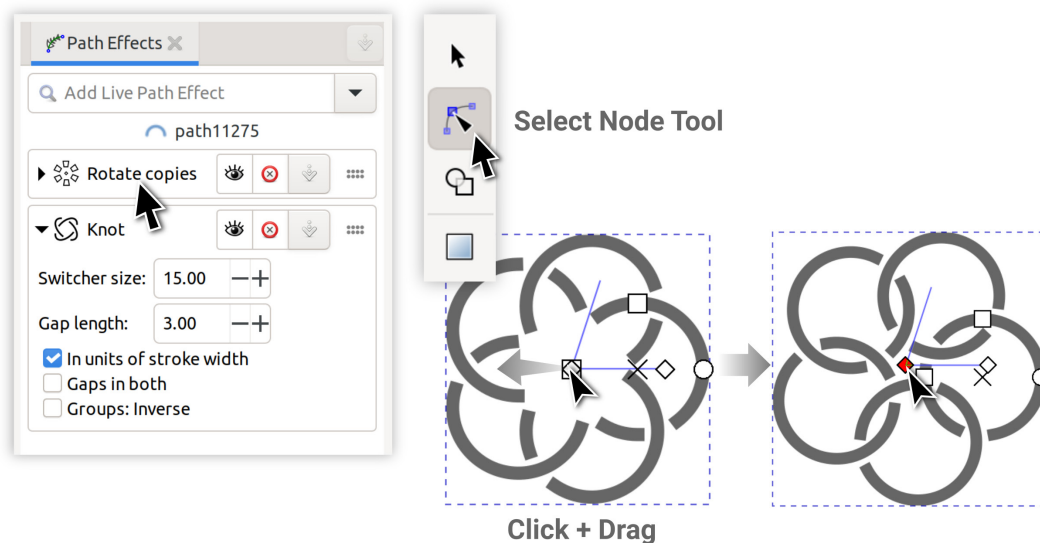 Path Effects
Add Live Path Effect
path11275
Rotate copies
Knot
Switcher size: 15.00
Gap length: 3.00
In units of stroke width
Gaps in both
Groups: Inverse
Select Node Tool
Click + Drag